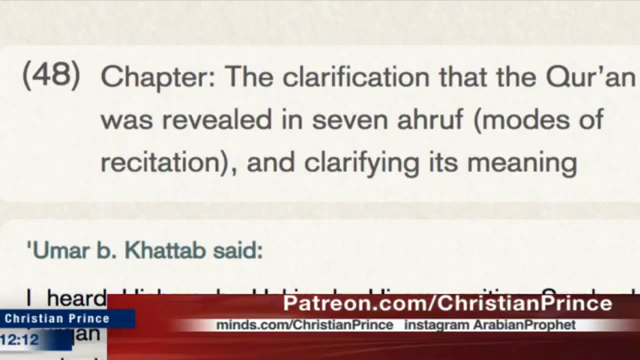 (48) Chapter: The clarification that the Qur'an
was revealed in seven ahruf (modes of
recitation), and clarifying its meaning
'Umar b. Khattab said:
I heard
Patreon.com/ChristianPrince
Christian Prince
minds.com/ChristianPrince instagram ArabianProphet
12:12